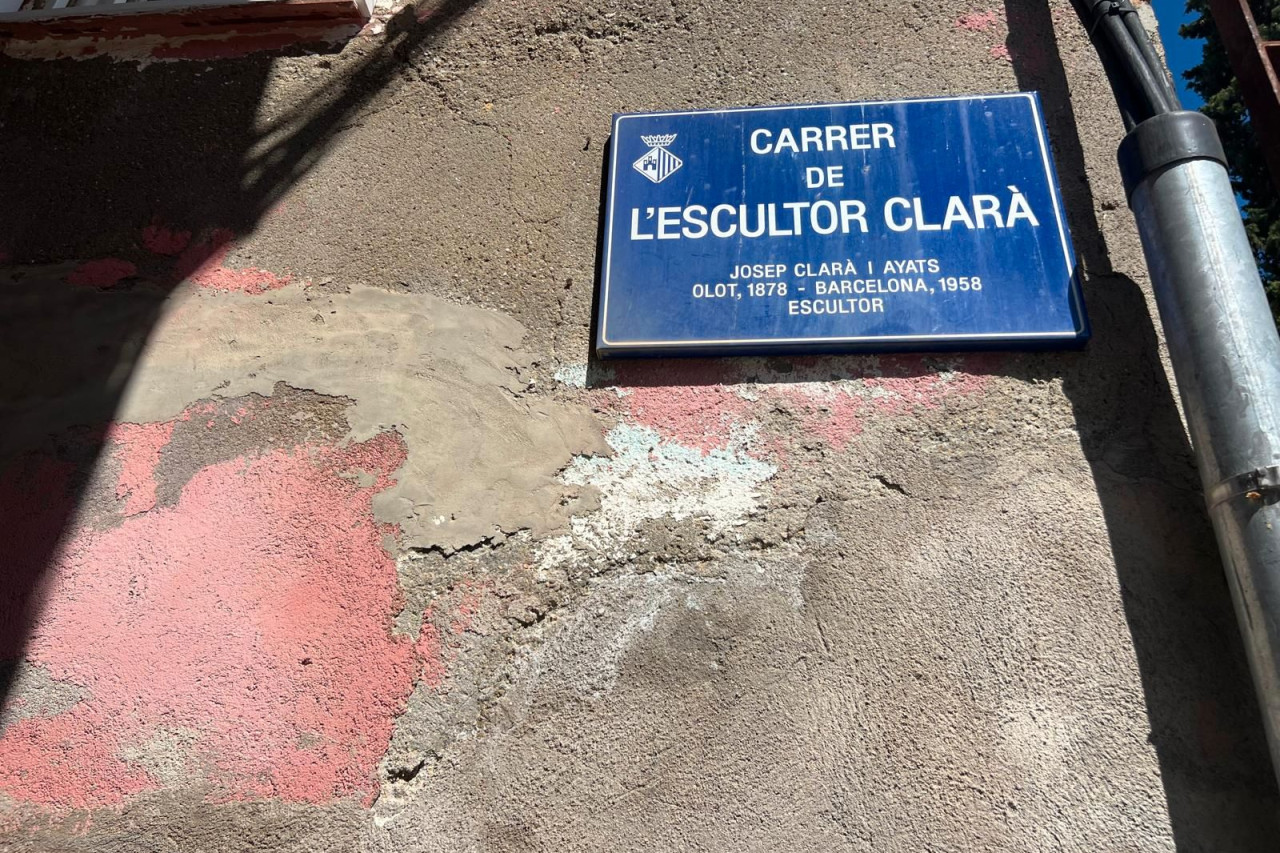 CARRER
DE
L'ESCULTOR CLARÀ
JOSEP CLARÀ I AYATS
OLOT, 1878 - BARCELONA, 1958
ESCULTOR